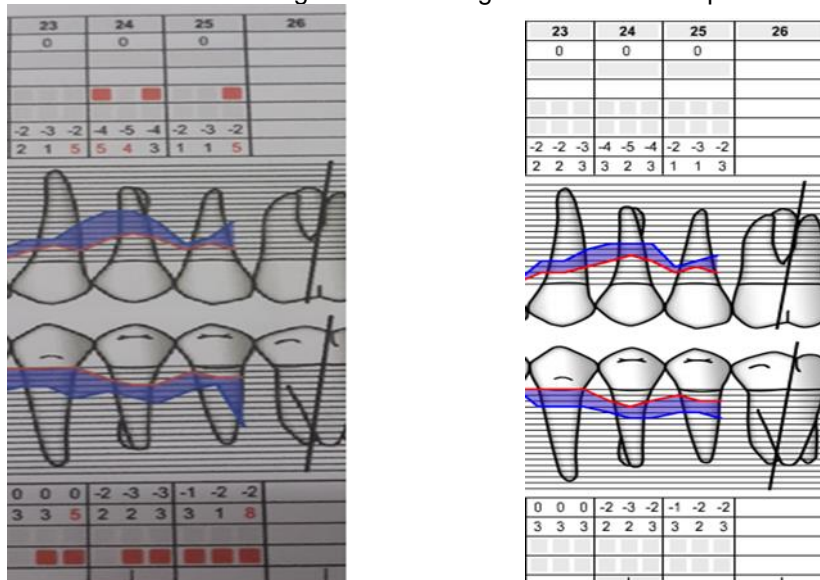 23 24 25 26
0 0 0
-2 -3 -2 -4 -5 -4 -2 -3 -2
2 1 5 5 4 3 1 1 5
0 0 0 -2 -3 -3 -1 -2 -2
3 3 5 2 2 3 3 1 8
23 24 25 26
0 0 0
-2 -2 -3 -4 -5 -4 -2 -3 -2
2 2 3 3 2 3 1 1 3
0 0 0 -2 -3 -2 -1 -2 -2
3 3 3 2 2 3 3 2 3